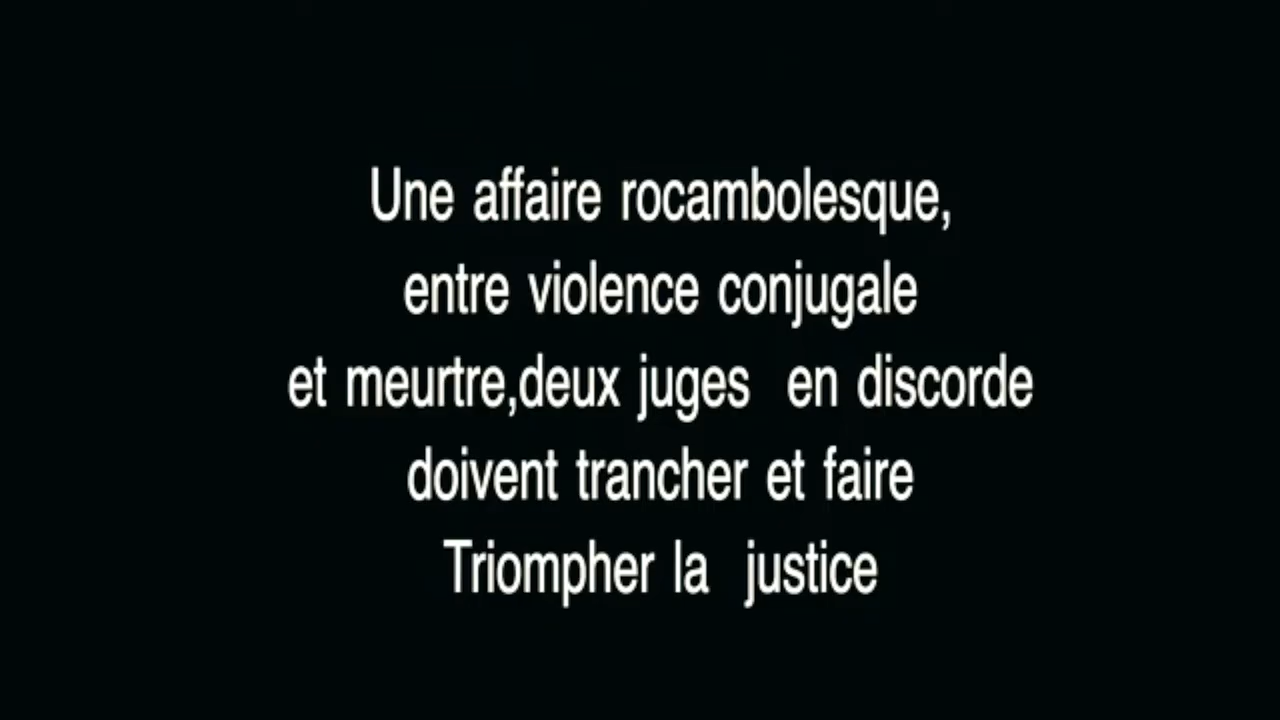 Une affaire rocambolesque,
entre violence conjugale
et meurtre,deux juges  en discorde
doivent trancher et faire
Triompher la  justice